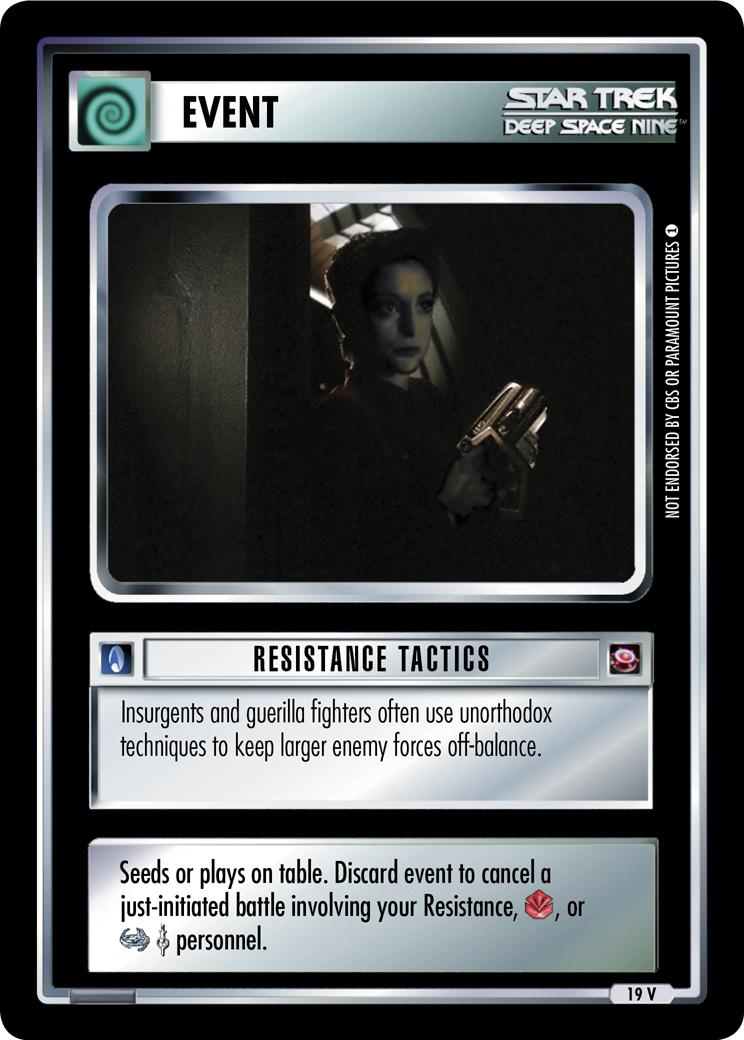 EVENT
STAR TREK
DEEP SPACE NINE™
NOT ENDORSED BY CBS OR PARAMOUNT PICTURES 1
RESISTANCE TACTICS
Insurgents and guerilla fighters often use unorthodox
techniques to keep larger enemy forces off-balance.
Seeds or plays on table. Discard event to cancel a
just-initiated battle involving your Resistance, , or
personnel.
19 V